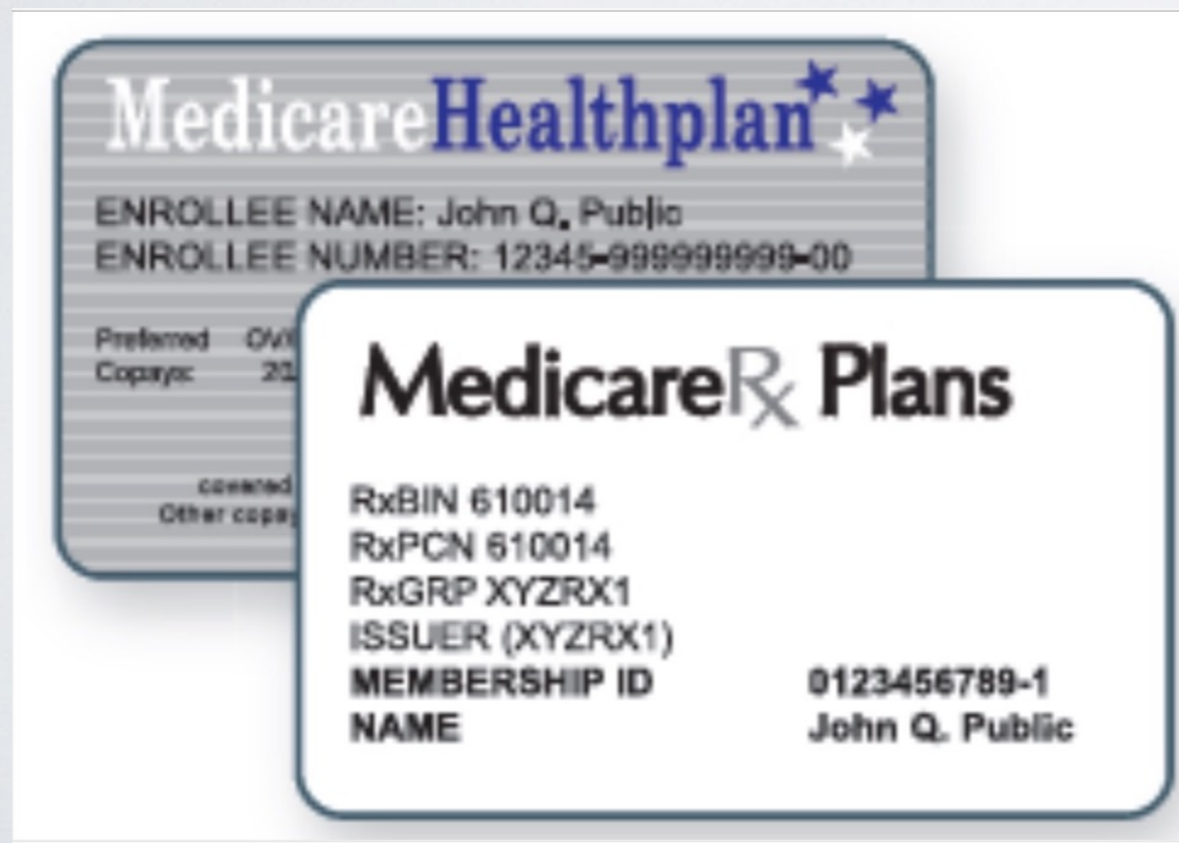 MedicareHealthplan
ENROLLEE NAME: John Q. Public
ENROLLEE NUMBER: 12345-999999999-00
Preferred
Copays: 20
covered
Other
MedicareRx Plans
RxBIN 610014
RxPCN 610014
RxGRP XYZRX1
ISSUER (XYZRX1)
MEMBERSHIP ID 0123456789-1
NAME John Q. Public